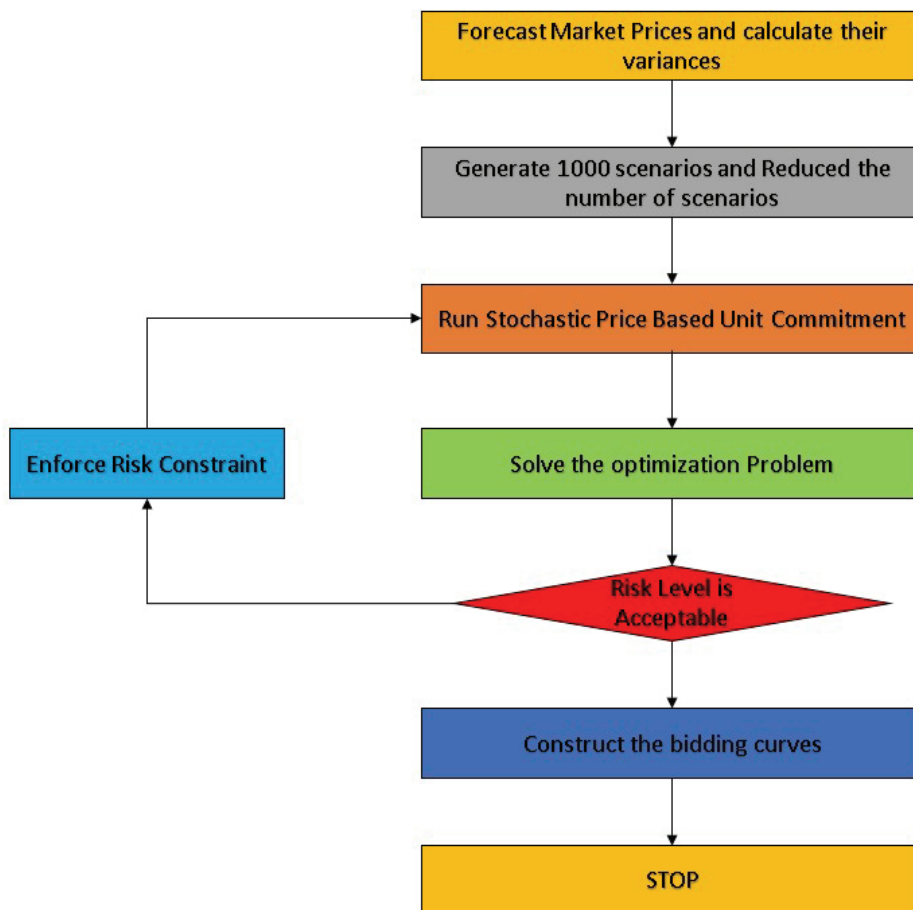 Forecast Market Prices and calculate their
variances
Generate 1000 scenarios and Reduced the
number of scenarios
Run Stochastic Price Based Unit Commitment
Enforce Risk Constraint
Solve the optimization Problem
Risk Level is
Acceptable
Construct the bidding curves
STOP